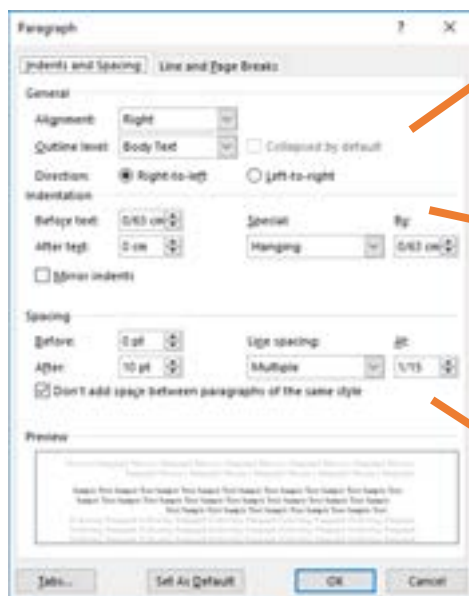 Paragraph ? ×
Indents and Spacing Line and Page Breaks
General
Alignment: Right
Outline level: Body Text Collapsed by default
Direction: Right-to-left Left-to-right
Indentation
Before text: 0/63 cm Special: By:
After text: 0 cm Hanging 0/63 cm
Mirror indents
Spacing
Before: 0 pt Line spacing: At:
After: 10 pt Multiple 1/15
Don't add space between paragraphs of the same style
Preview
Tabs... Set As Default OK Cancel